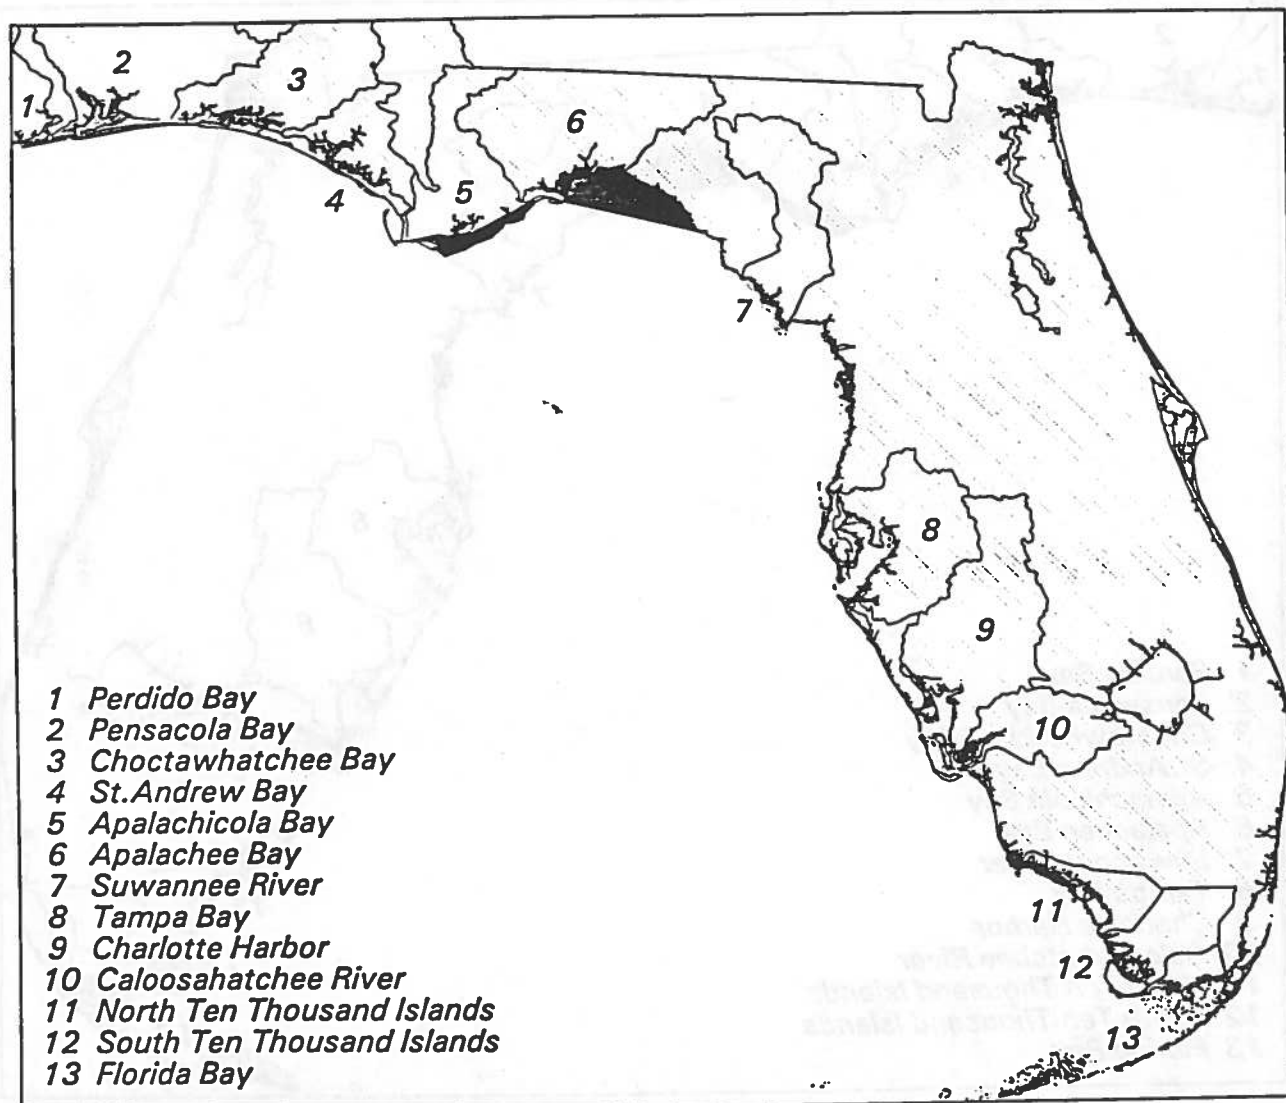 1
2
3
4
5
6
7
8
9
10
11
12
13
1 Perdido Bay
2 Pensacola Bay
3 Choctawhatchee Bay
4 St.Andrew Bay
5 Apalachicola Bay
6 Apalachee Bay
7 Suwannee River
8 Tampa Bay
9 Charlotte Harbor
10 Caloosahatchee River
11 North Ten Thousand Islands
12 South Ten Thousand Islands
13 Florida Bay